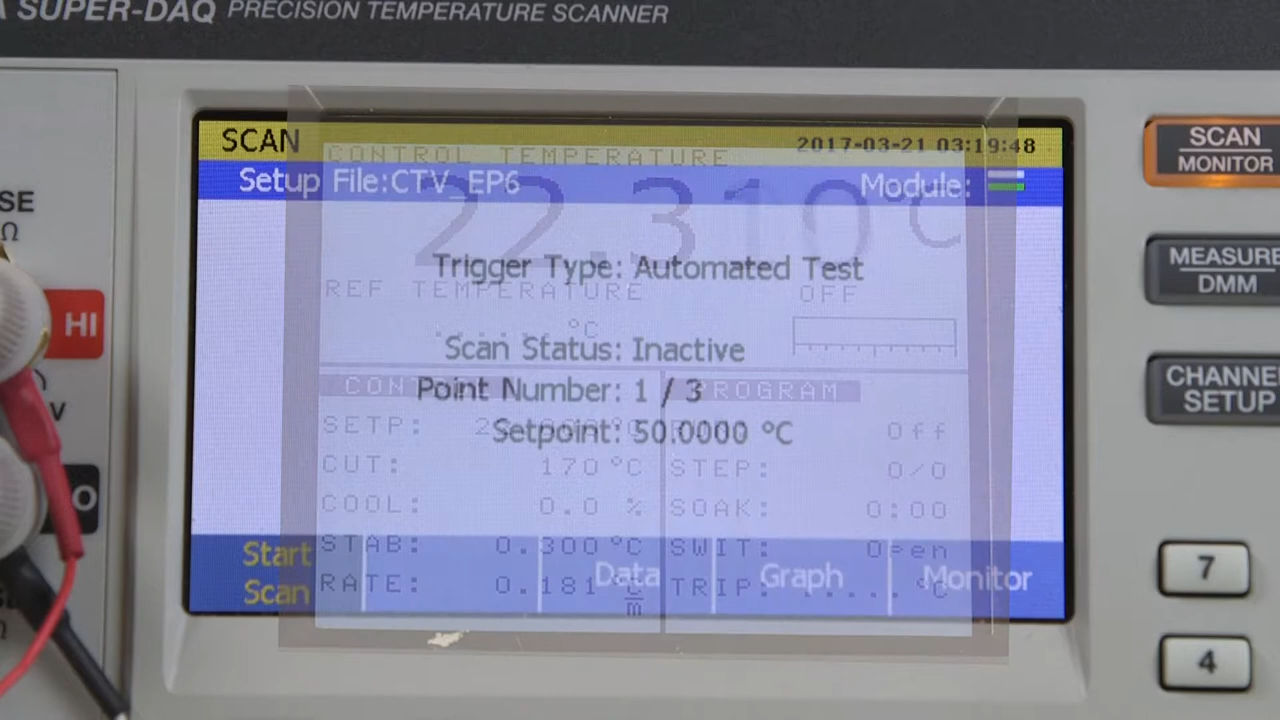 SUPER-DAQ PRECISION TEMPERATURE SCANNER
SCAN
2017-03-21 03:19:48
CONTROL TEMPERATURE
Setup File:CTV_EP6
Module:
22.310°C
Trigger Type: Automated Test
REF TEMPERATURE
OFF
.....°C
Scan Status: Inactive
Point Number: 1 / 3
PROGRAM
SETP:
Setpoint: 50.0000 °C
Off
CUT: 170°C
STEP: 0/0
COOL: 0.0 %
SOAK: 0:00
STAB: 0.300°C
SWIT: Open
RATE: 0.181 C/m
TRIP: .....°C
Start
Scan
Data
Graph
Monitor
SCAN
MONITOR
MEASURE
DMM
CHANNEL
SETUP
7
4
HI
Ω
V